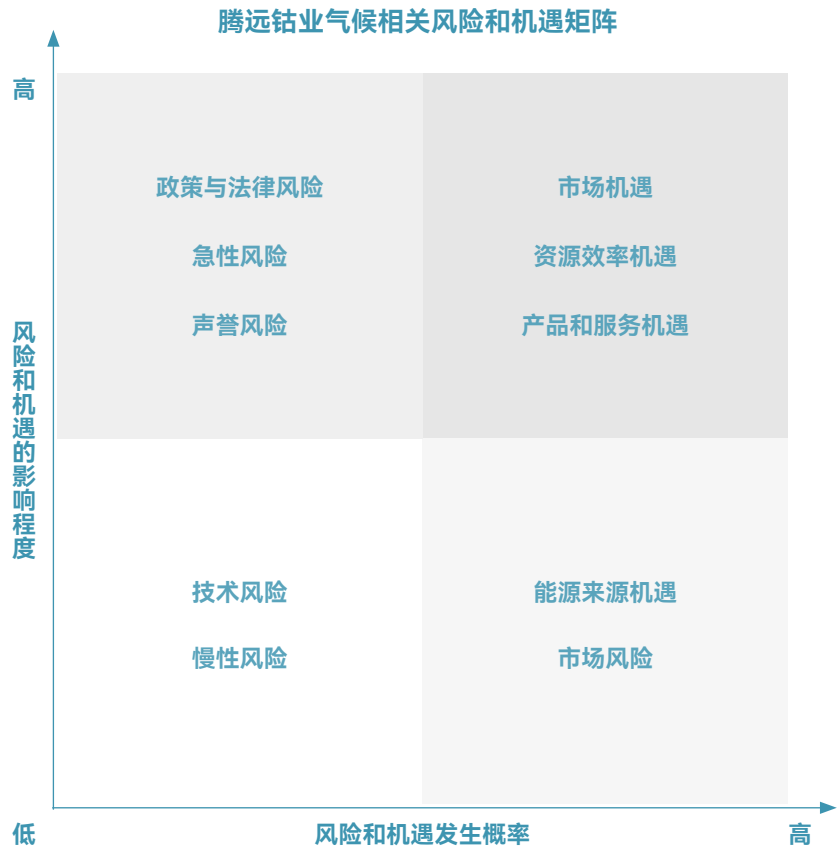 腾远钴业气候相关风险和机遇矩阵
高
政策与法律风险
市场机遇
急性风险
资源效率机遇
声誉风险
产品和服务机遇
风险和机遇的影响程度
技术风险
能源来源机遇
慢性风险
市场风险
低
风险和机遇发生概率
高